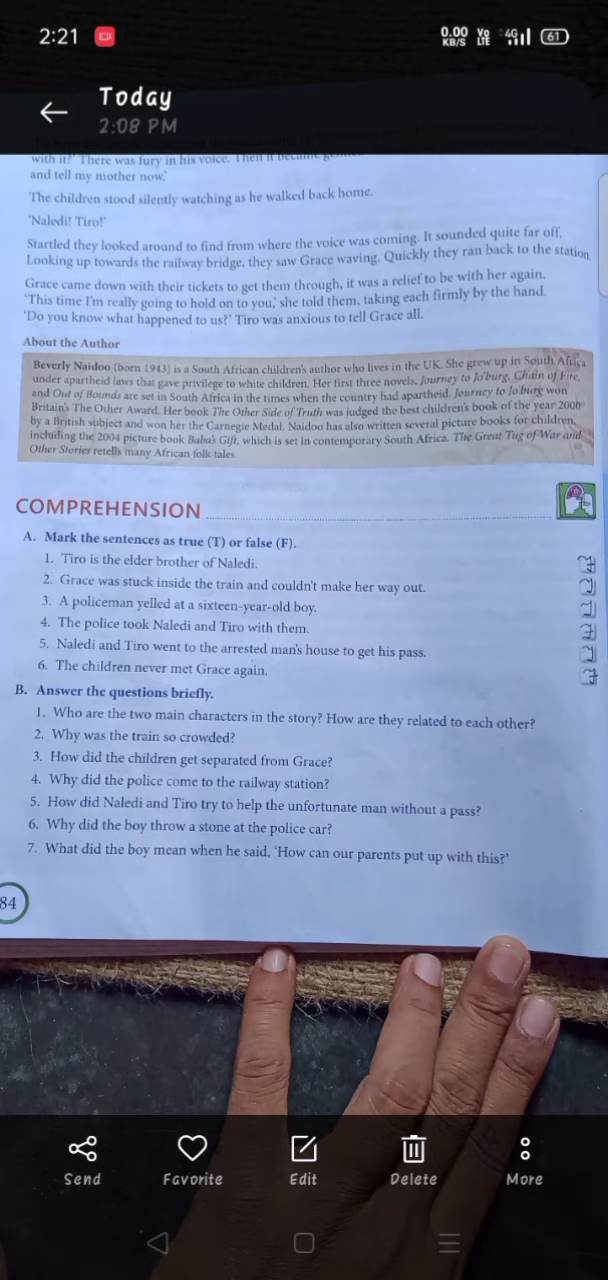 2:21
0.00 KB/S Vo LTE 4G 61
Today
2:08 PM
with it?' There was fury in his voice. Then it became
and tell my mother now.'
The children stood silently watching as he walked back home.
'Naledi! Tiro!'
Startled they looked around to find from where the voice was coming. It sounded quite far off,
Looking up towards the railway bridge, they saw Grace waving. Quickly they ran back to the station
Grace came down with their tickets to get them through, it was a relief to be with her again.
'This time I'm really going to hold on to you,' she told them, taking each firmly by the hand.
'Do you know what happened to us?' Tiro was anxious to tell Grace all.
About the Author
Beverly Naidoo (born 1943) is a South African children's author who lives in the UK. She grew up in South Africa
under apartheid laws that gave privilege to white children. Her first three novels, Journey to Jo'burg, Chain of Fire,
and Out of Bounds are set in South Africa in the times when the country had apartheid. Journey to Jo'burg won
Britain's The Other Award. Her book The Other Side of Truth was judged the best children's book of the year 2000
by a British subject and won her the Carnegie Medal. Naidoo has also written several picture books for children,
including the 2004 picture book Baba's Gift, which is set in contemporary South Africa. The Great Tug of War and
Other Stories retells many African folk tales.
COMPREHENSION
A. Mark the sentences as true (T) or false (F).
1. Tiro is the elder brother of Naledi.
2. Grace was stuck inside the train and couldn't make her way out.
3. A policeman yelled at a sixteen-year-old boy.
4. The police took Naledi and Tiro with them.
5. Naledi and Tiro went to the arrested man's house to get his pass.
6. The children never met Grace again.
B. Answer the questions briefly.
1. Who are the two main characters in the story? How are they related to each other?
2. Why was the train so crowded?
3. How did the children get separated from Grace?
4. Why did the police come to the railway station?
5. How did Naledi and Tiro try to help the unfortunate man without a pass?
6. Why did the boy throw a stone at the police car?
7. What did the boy mean when he said, 'How can our parents put up with this?'
84
Send Favorite Edit Delete More